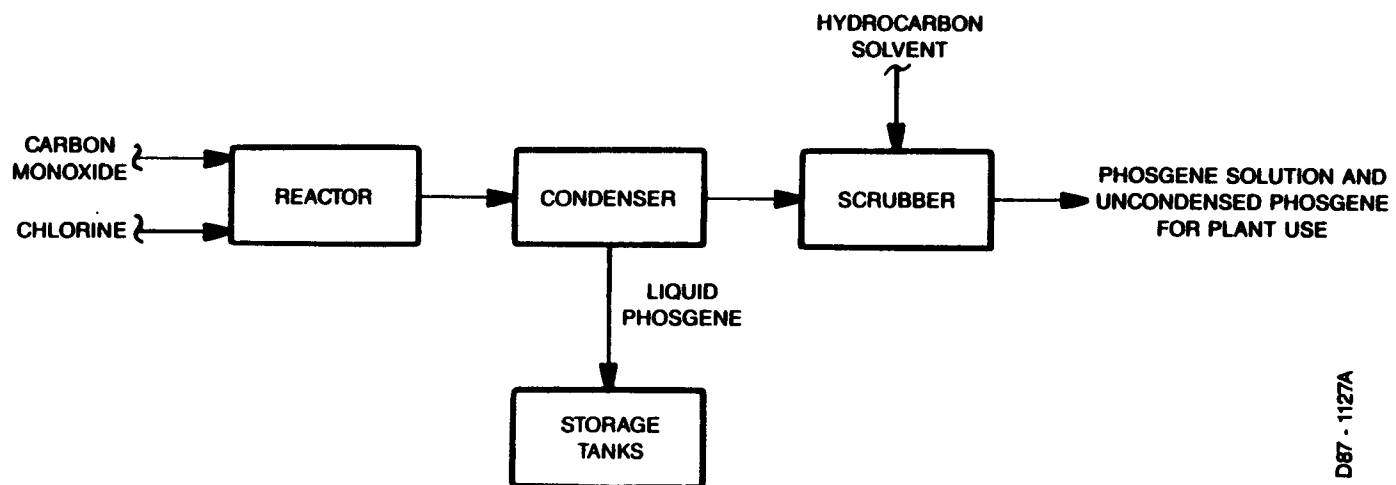 HYDROCARBON
SOLVENT
CARBON
MONOXIDE
CHLORINE
REACTOR
CONDENSER
SCRUBBER
PHOSGENE SOLUTION AND
UNCONDENSED PHOSGENE
FOR PLANT USE
LIQUID
PHOSGENE
STORAGE
TANKS
D87 - 1127A